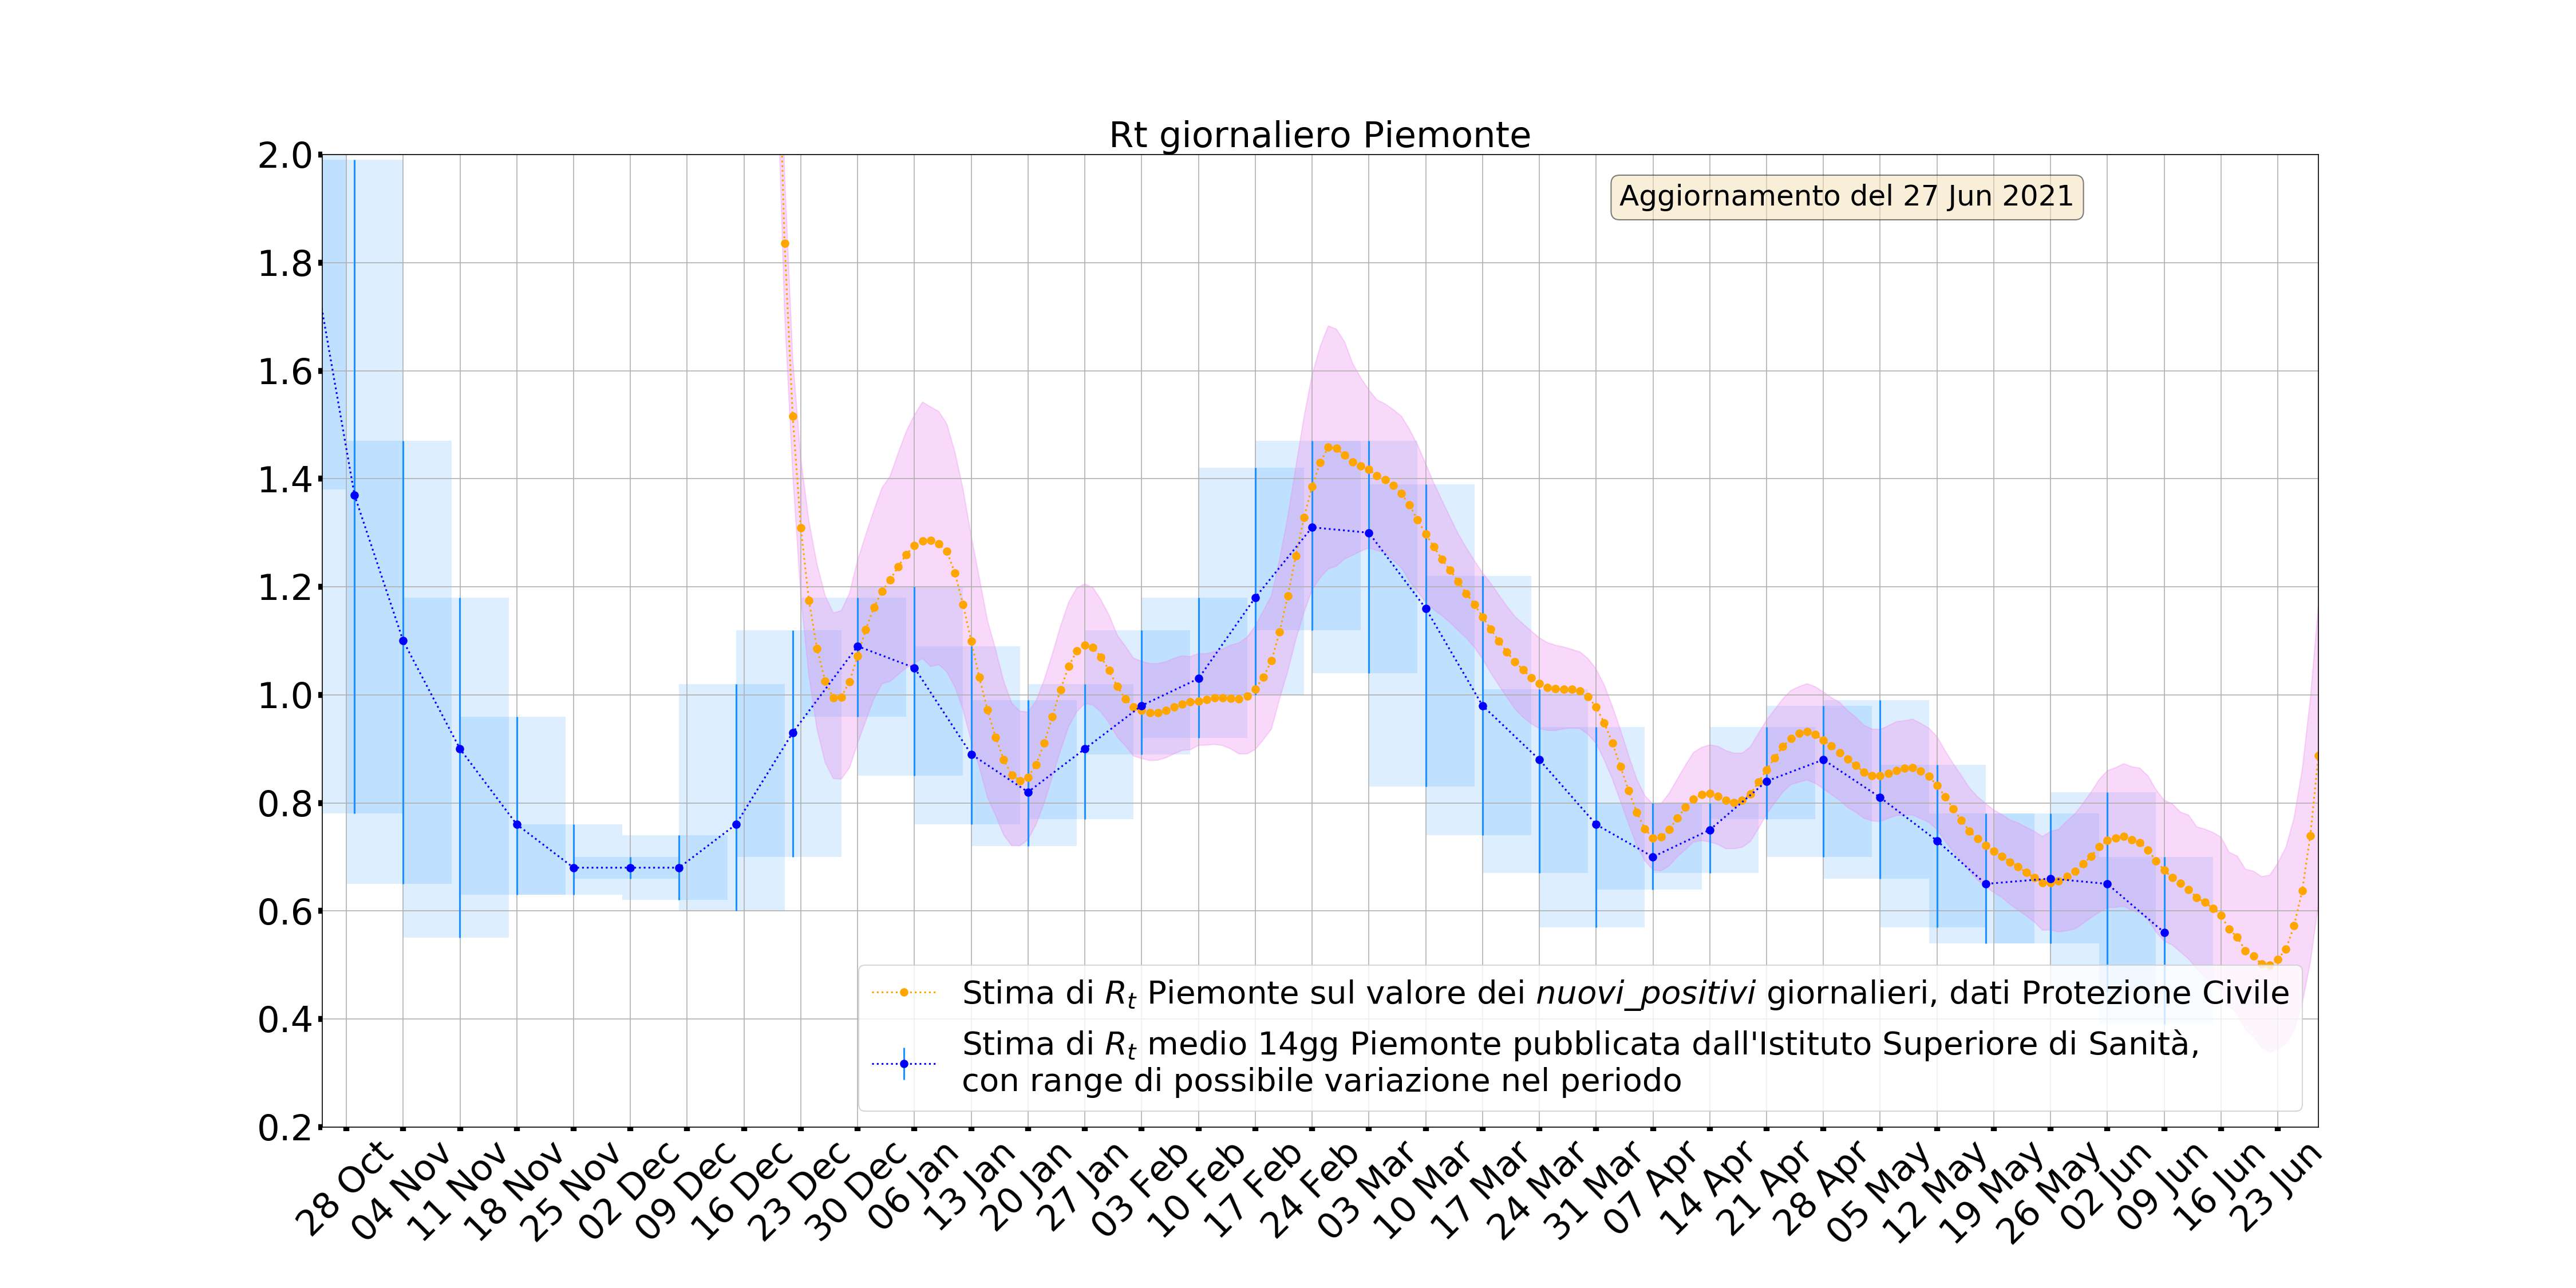 Rt giornaliero Piemonte
Aggiornamento del 27 Jun 2021
2.0
1.8
1.6
1.4
1.2
1.0
0.8
0.6
0.4
0.2
Stima di Rt Piemonte sul valore dei nuovi_positivi giornalieri, dati Protezione Civile
Stima di Rt medio 14gg Piemonte pubblicata dall'Istituto Superiore di Sanità,
con range di possibile variazione nel periodo
28 Oct
04 Nov
11 Nov
18 Nov
25 Nov
02 Dec
09 Dec
16 Dec
23 Dec
30 Dec
06 Jan
13 Jan
20 Jan
27 Jan
03 Feb
10 Feb
17 Feb
24 Feb
03 Mar
10 Mar
17 Mar
24 Mar
31 Mar
07 Apr
14 Apr
21 Apr
28 Apr
05 May
12 May
19 May
26 May
02 Jun
09 Jun
16 Jun
23 Jun